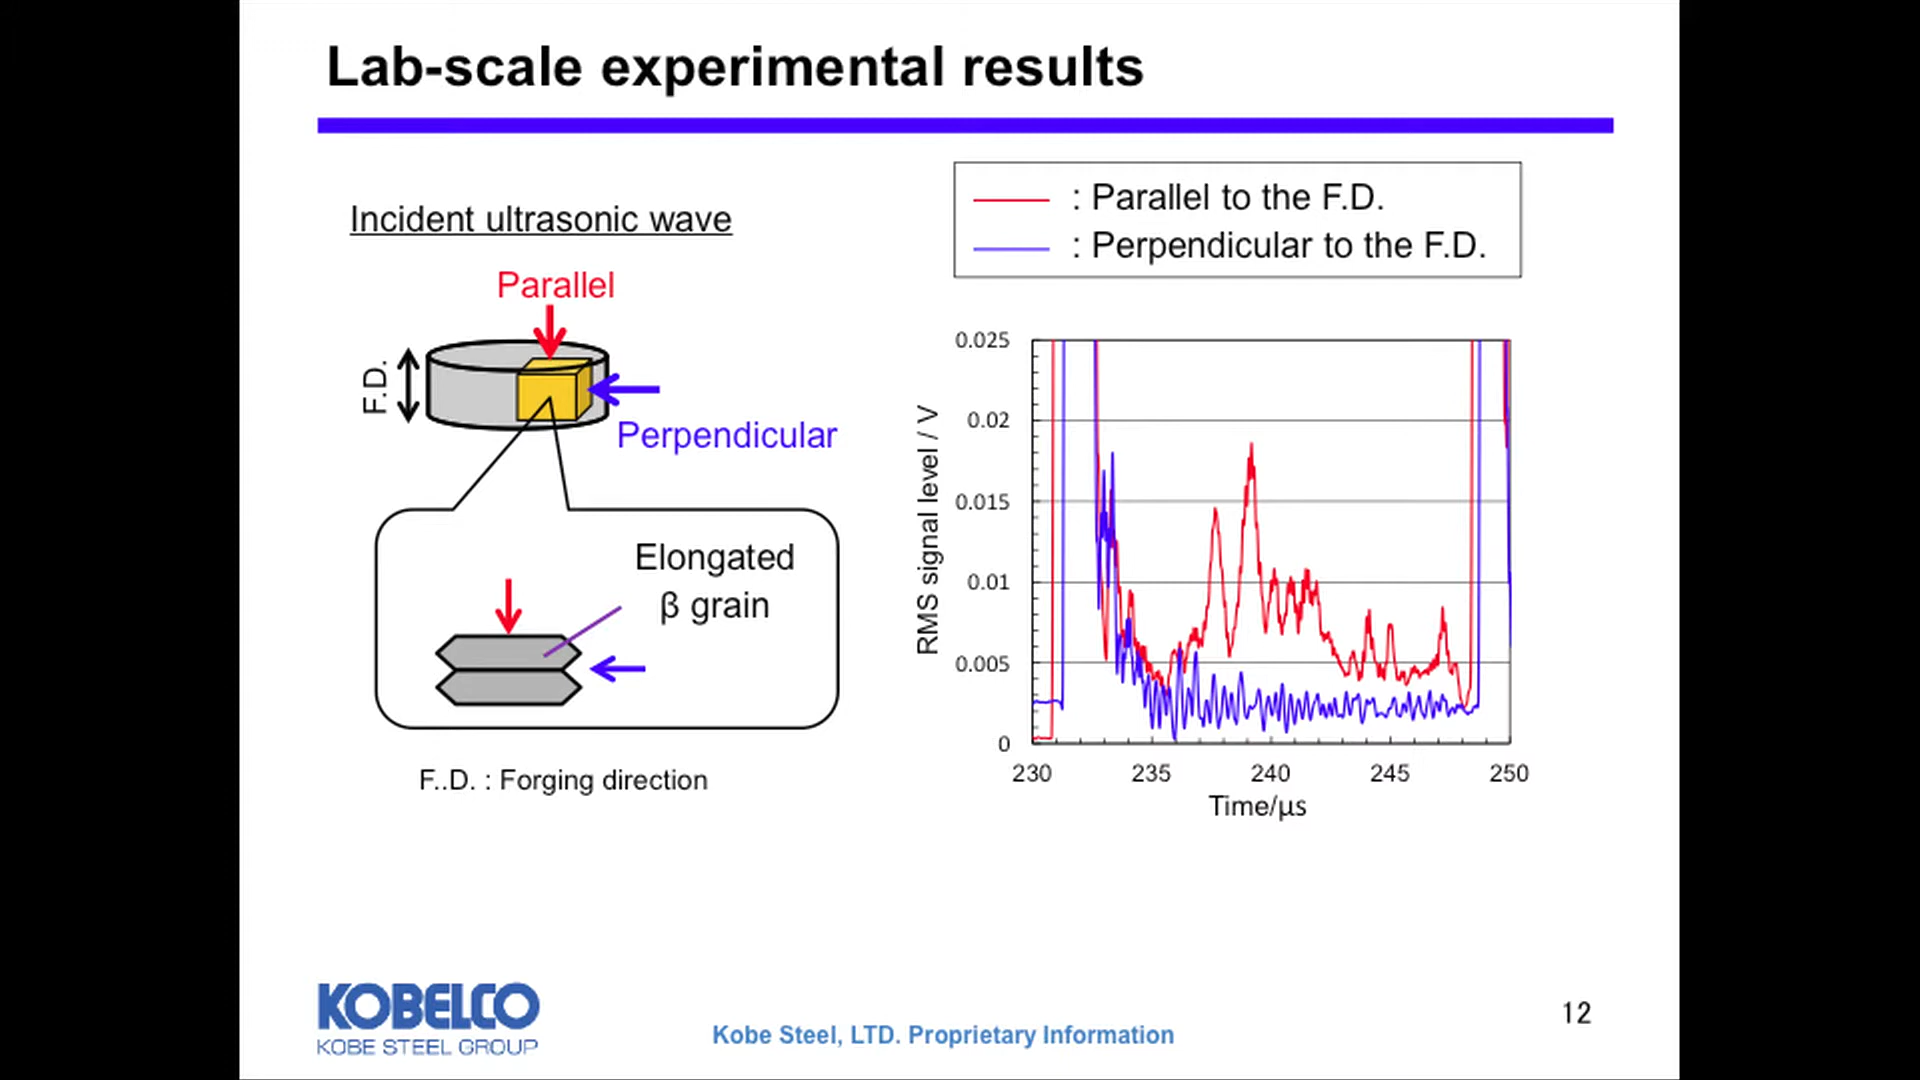 Lab-scale experimental results
Incident ultrasonic wave
Parallel
F.D.
Perpendicular
Elongated
β grain
F..D. : Forging direction
: Parallel to the F.D.
: Perpendicular to the F.D.
RMS signal level / V
0.025
0.02
0.015
0.01
0.005
0
230 235 240 245 250
Time/μs
KOBELCO
KOBE STEEL GROUP
Kobe Steel, LTD. Proprietary Information
12